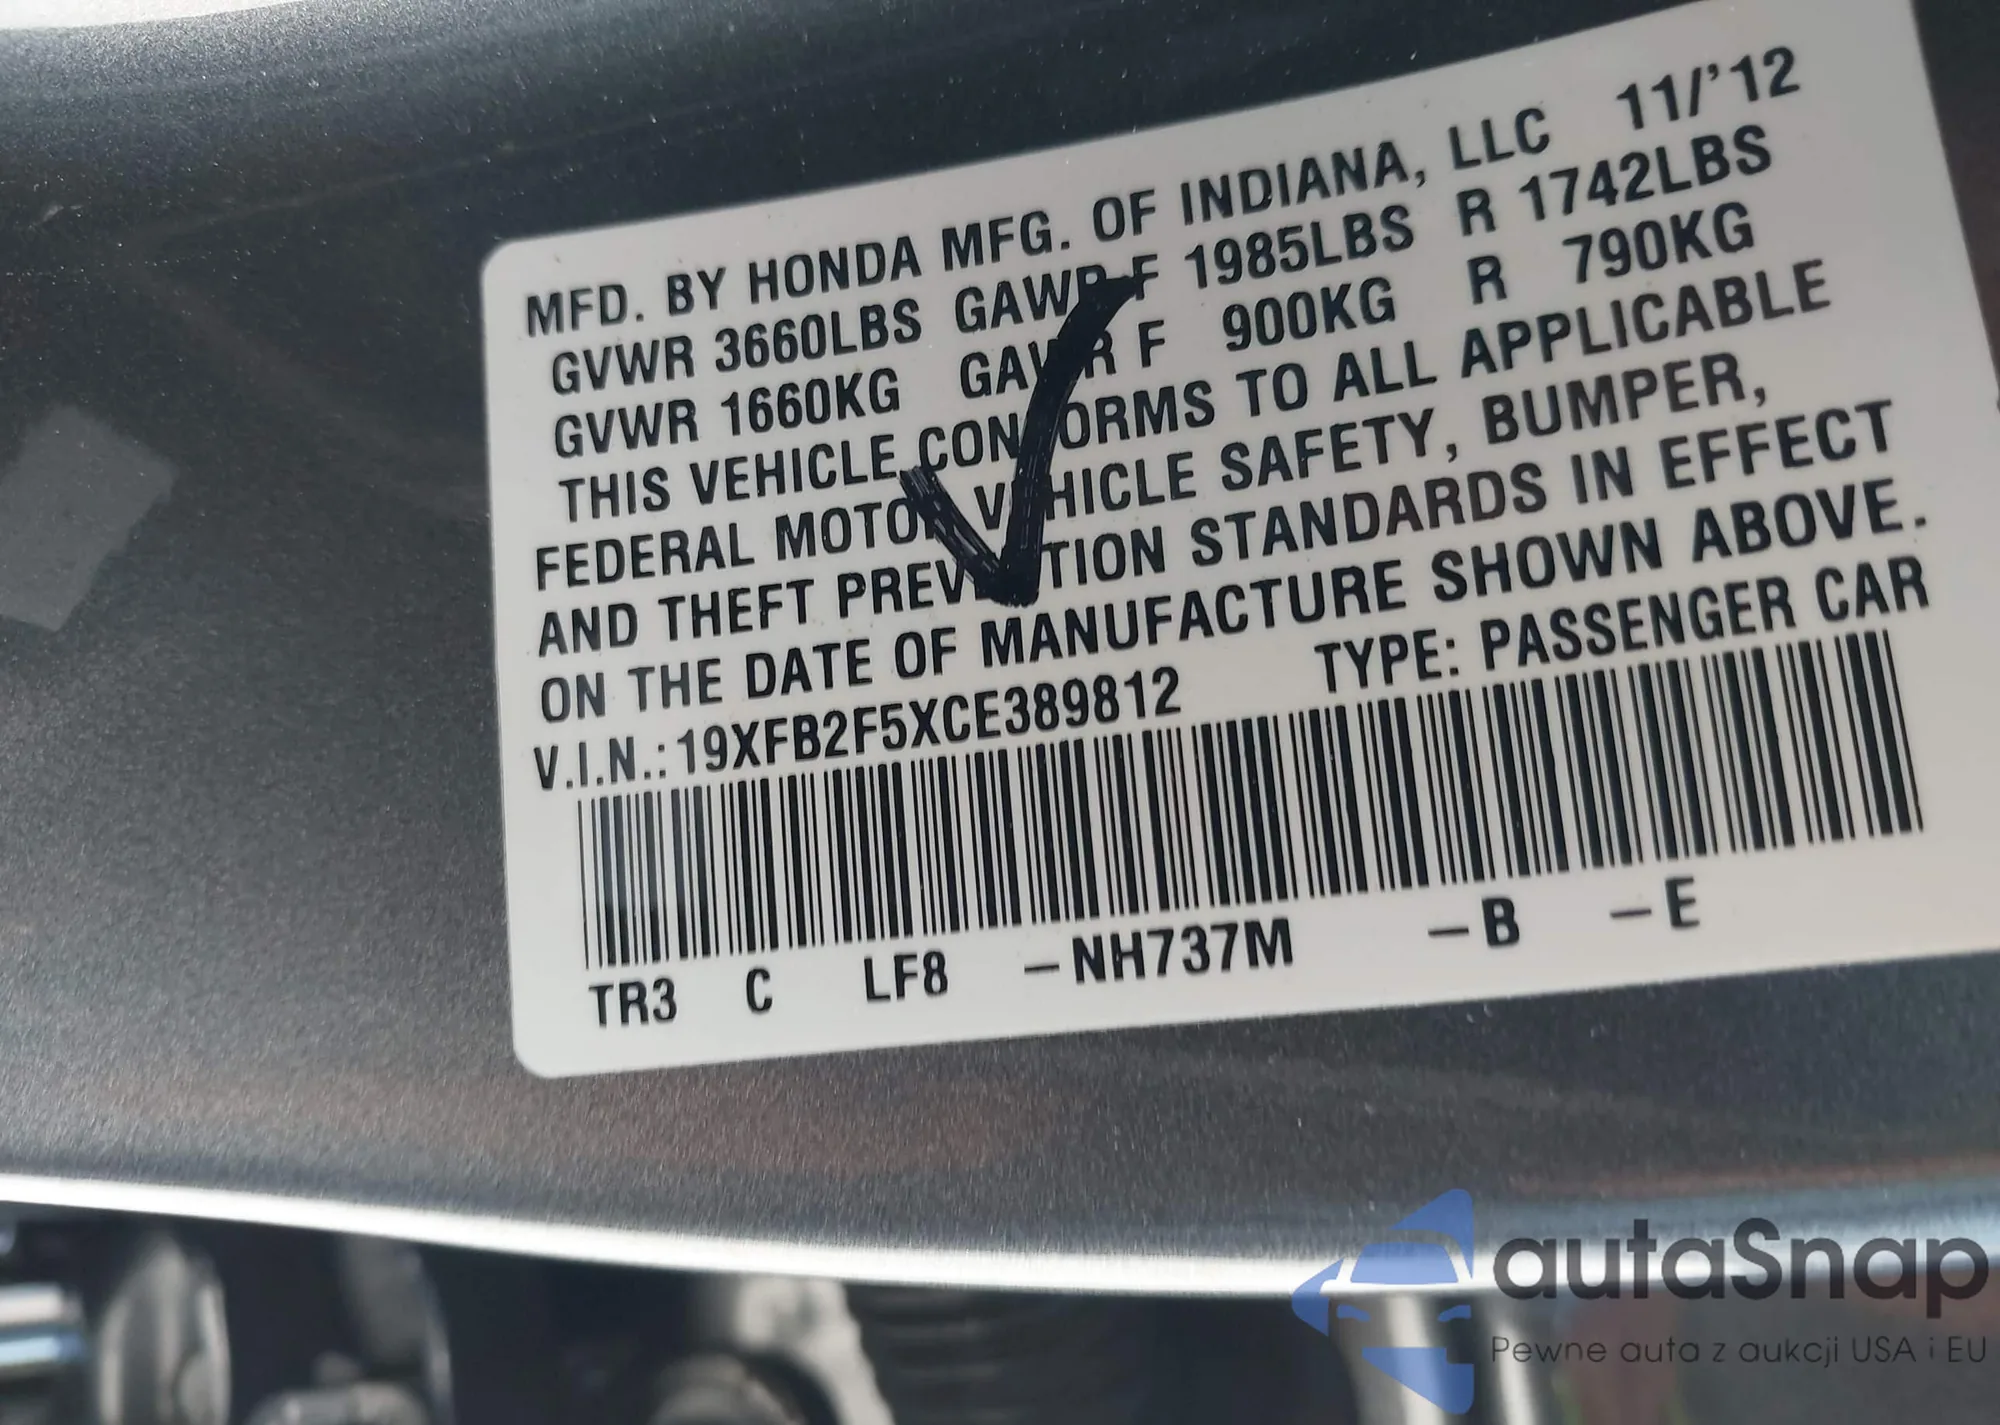 MFD. BY HONDA MFG. OF INDIANA, LLC 11/'12
GVWR 3660LBS GAWR F 1985LBS R 1742LBS
GVWR 1660KG GAWR F 900KG R 790KG
THIS VEHICLE CONFORMS TO ALL APPLICABLE
FEDERAL MOTOR VEHICLE SAFETY, BUMPER,
AND THEFT PREVENTION STANDARDS IN EFFECT
ON THE DATE OF MANUFACTURE SHOWN ABOVE.
V.I.N.: 19XFB2F5XCE389812 TYPE: PASSENGER CAR
TR3 C LF8 –NH737M –B –E
autaSnap
Pewne auta z aukcji USA i EU